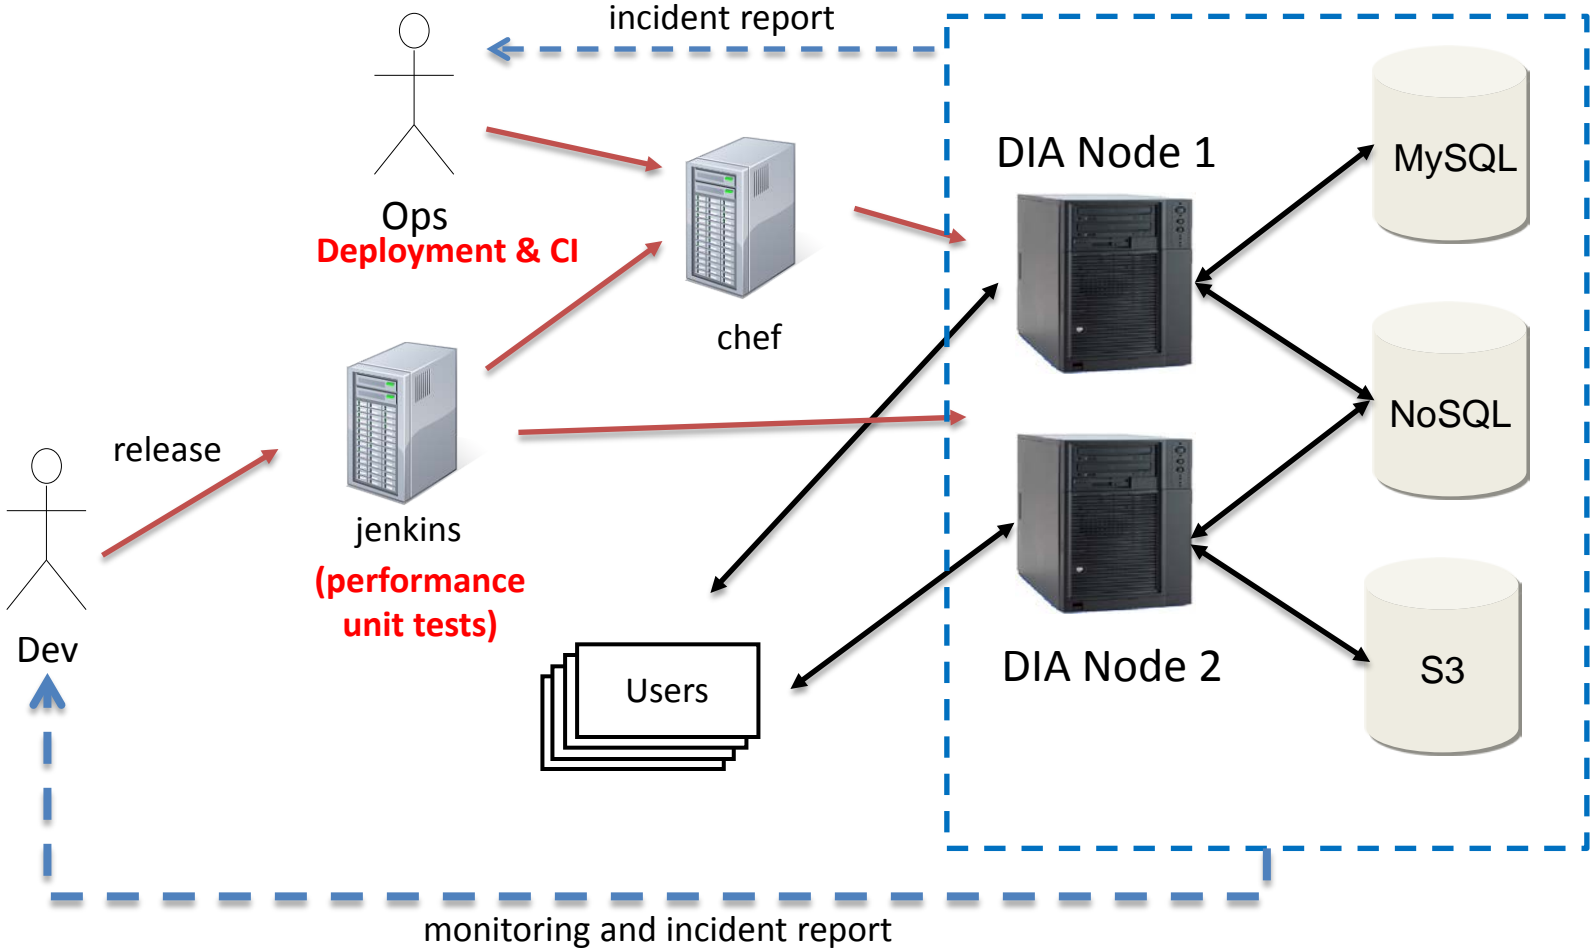 incident report
MySQL
DIA Node 1
Ops
Deployment & CI
chef
NoSQL
release
jenkins
(performance
unit tests)
Dev
Users
DIA Node 2
S3
monitoring and incident report